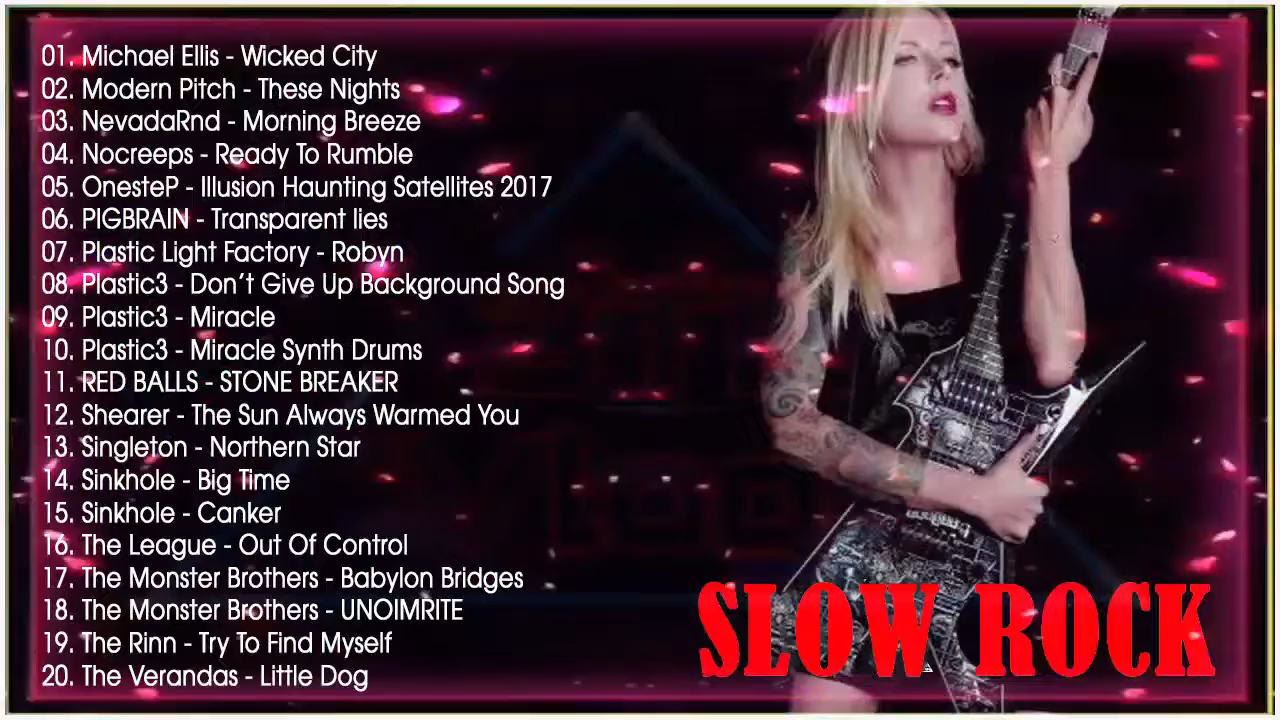 01. Michael Ellis - Wicked City
02. Modern Pitch - These Nights
03. NevadaRnd - Morning Breeze
04. Nocreeps - Ready To Rumble
05. OnesteP - Illusion Haunting Satellites 2017
06. PIGBRAIN - Transparent lies
07. Plastic Light Factory - Robyn
08. Plastic3 - Don’t Give Up Background Song
09. Plastic3 - Miracle
10. Plastic3 - Miracle Synth Drums
11. RED BALLS - STONE BREAKER
12. Shearer - The Sun Always Warmed You
13. Singleton - Northern Star
14. Sinkhole - Big Time
15. Sinkhole - Canker
16. The League - Out Of Control
17. The Monster Brothers - Babylon Bridges
18. The Monster Brothers - UNOIMRITE
19. The Rinn - Try To Find Myself
20. The Verandas - Little Dog
SLOW ROCK